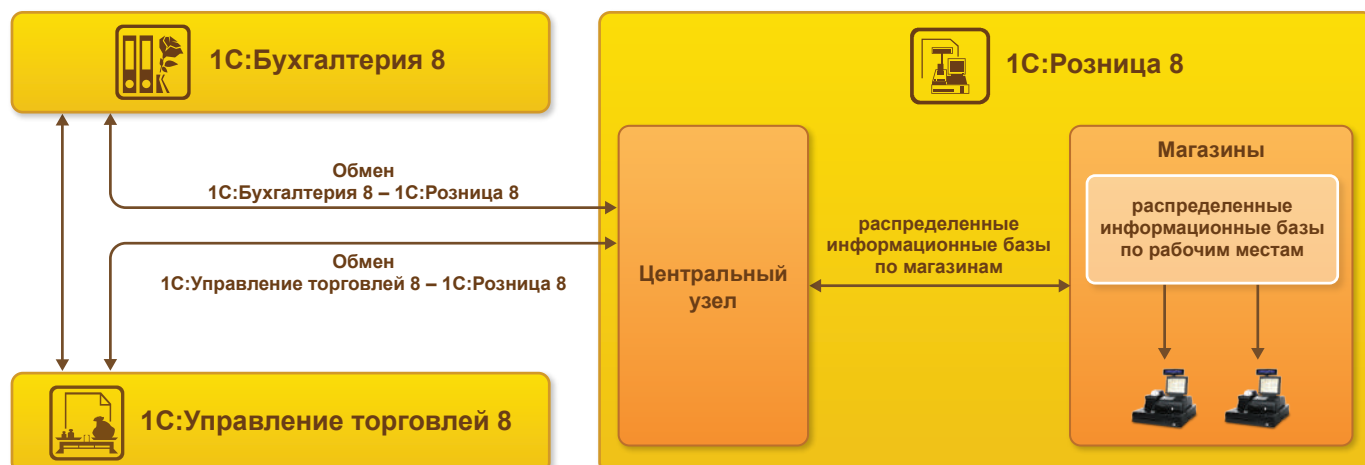 1С:Бухгалтерия 8
1С:Розница 8
Обмен
1С:Бухгалтерия 8 – 1С:Розница 8
Обмен
1С:Управление торговлей 8 – 1С:Розница 8
1С:Управление торговлей 8
Центральный
узел
распределенные
информационные базы
по магазинам
Магазины
распределенные
информационные базы
по рабочим местам